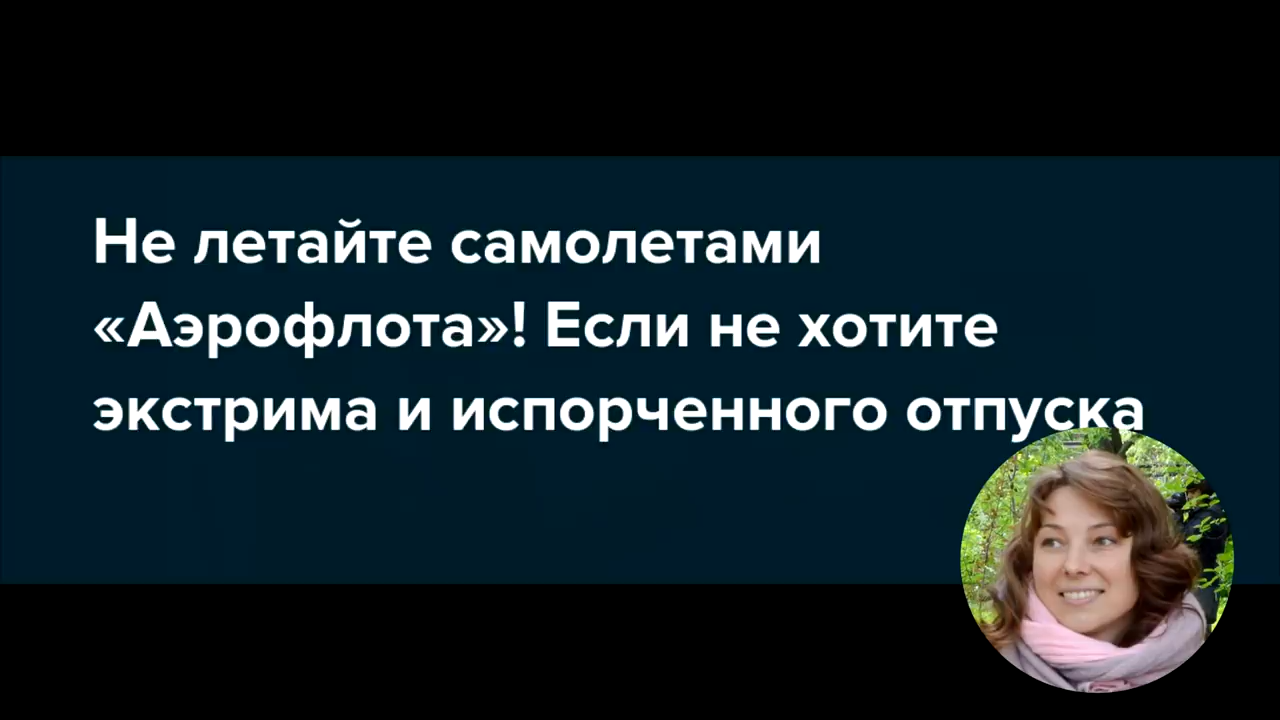 Не летайте самолетами
«Аэрофлота»! Если не хотите
экстрима и испорченного отпуска